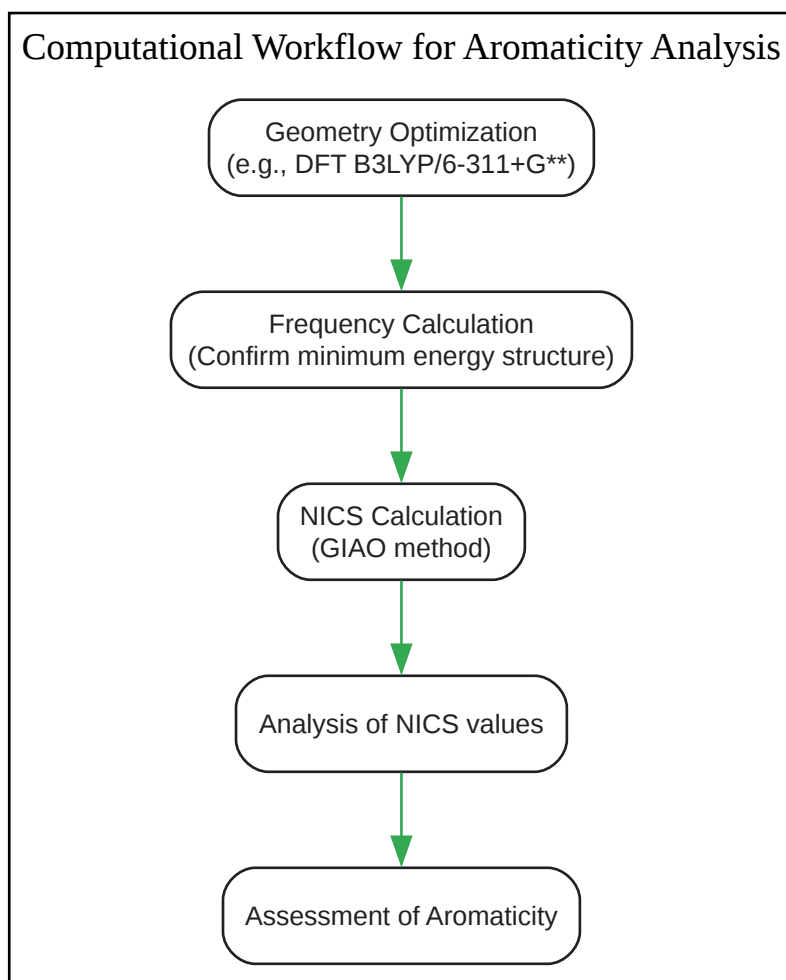 Computational Workflow for Aromaticity Analysis
Geometry Optimization
(e.g., DFT B3LYP/6-311+G**)
Frequency Calculation
(Confirm minimum energy structure)
NICS Calculation
(GIAO method)
Analysis of NICS values
Assessment of Aromaticity